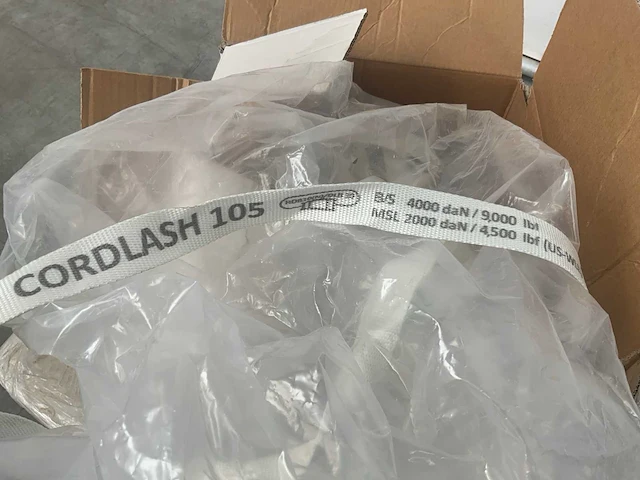 CORDLASH 105
B/S 4000 daN / 9,000 lbf
MSL 2000 daN / 4,500 lbf (US-